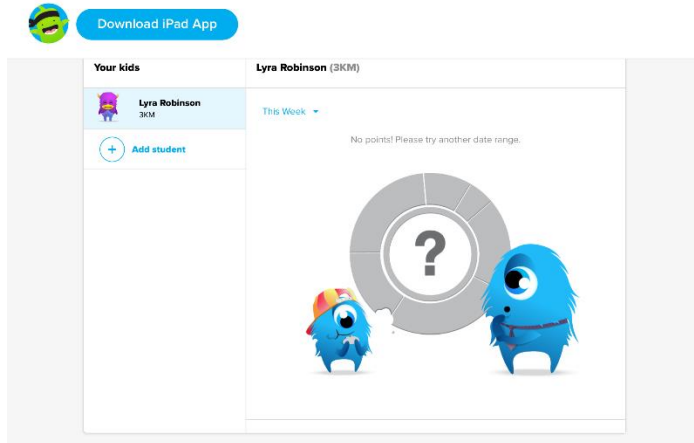 Download iPad App
Your kids
Lyra Robinson (3KM)
Lyra Robinson
3KM
Add student
This Week
No points! Please try another date range.
?